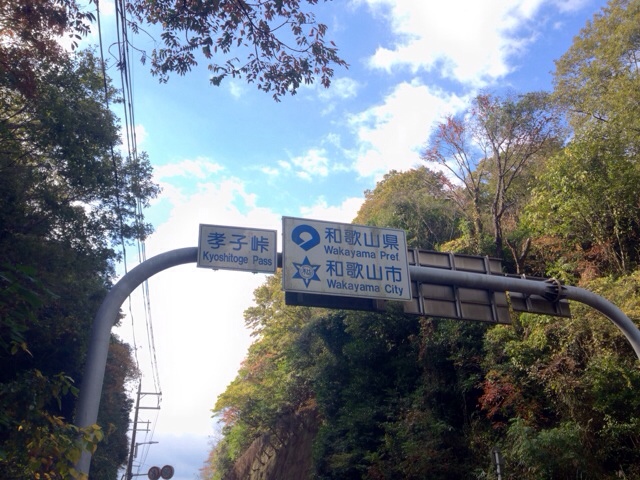 孝子峠
Kyoshitoge Pass
和歌山県
Wakayama Pref.
和歌山市
Wakayama City